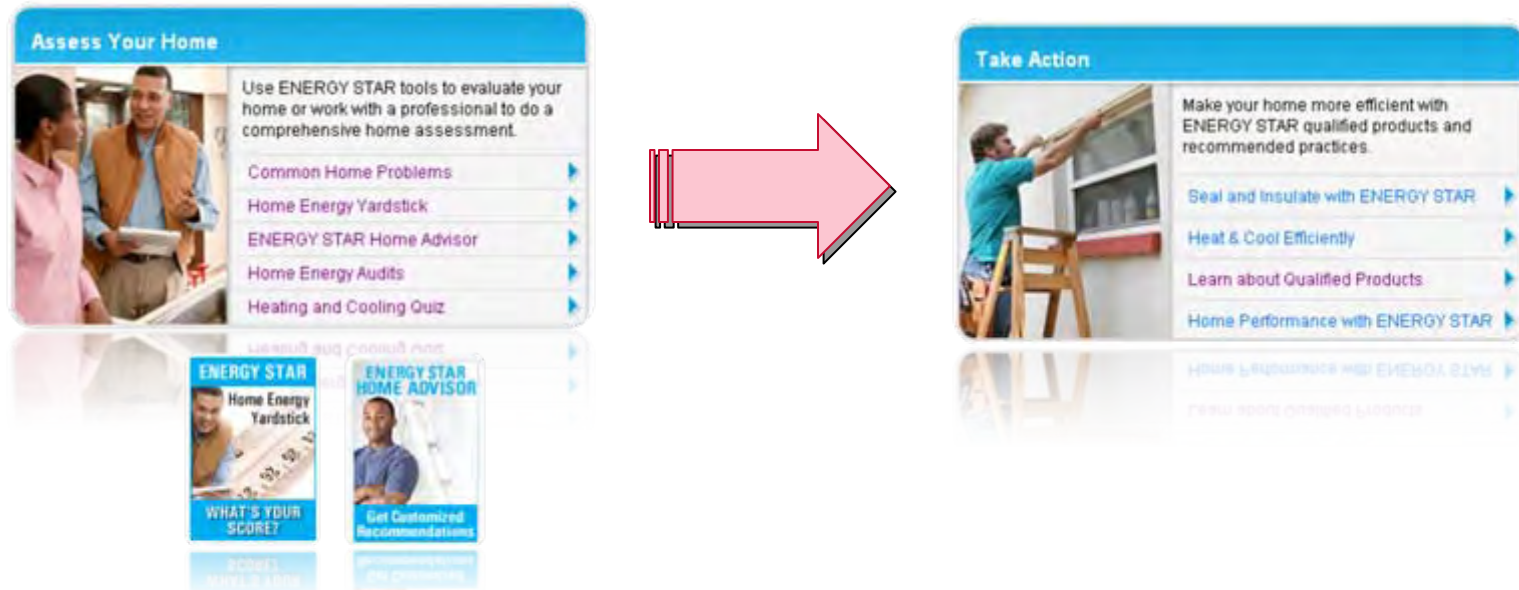 Assess Your Home
Use ENERGY STAR tools to evaluate your
home or work with a professional to do a
comprehensive home assessment.
Common Home Problems
Home Energy Yardstick
ENERGY STAR Home Advisor
Home Energy Audits
Heating and Cooling Quiz
ENERGY STAR
Home Energy
Yardstick
WHAT'S YOUR
SCORE?
ENERGY STAR
HOME ADVISOR
Get Customized
Recommendations
Take Action
Make your home more efficient with
ENERGY STAR qualified products and
recommended practices.
Seal and Insulate with ENERGY STAR
Heat & Cool Efficiently
Learn about Qualified Products
Home Performance with ENERGY STAR